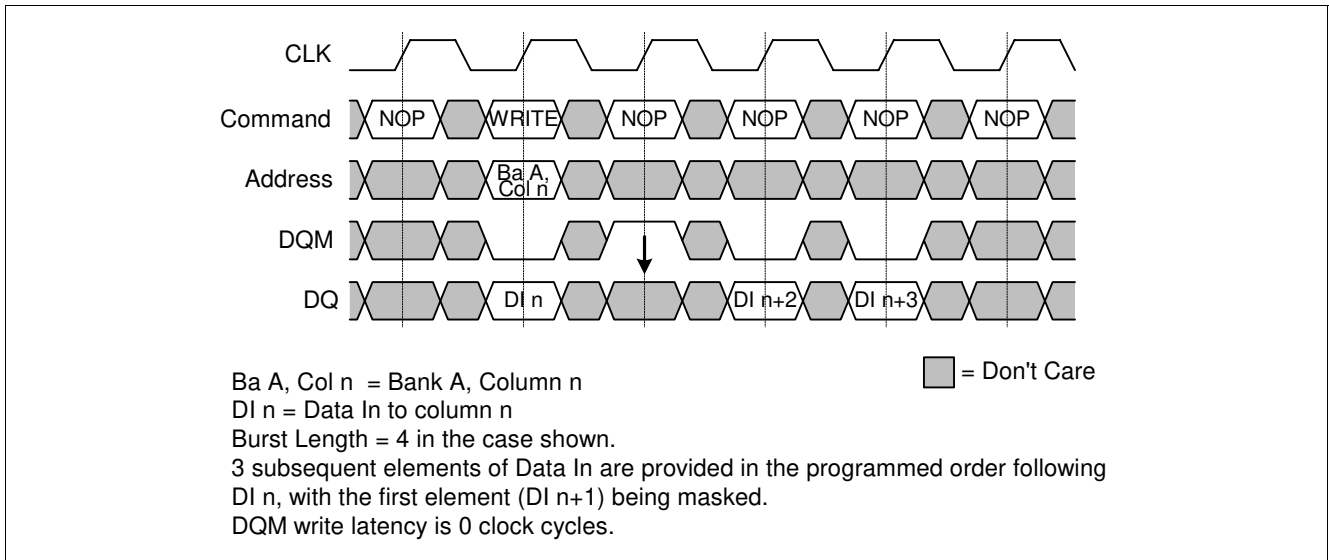 CLK
Command NOP WRITE NOP NOP NOP NOP
Address Ba A,
Col n
DQM
DQ DI n DI n+2 DI n+3
Ba A, Col n = Bank A, Column n
= Don't Care
DI n = Data In to column n
Burst Length = 4 in the case shown.
3 subsequent elements of Data In are provided in the programmed order following
DI n, with the first element (DI n+1) being masked.
DQM write latency is 0 clock cycles.